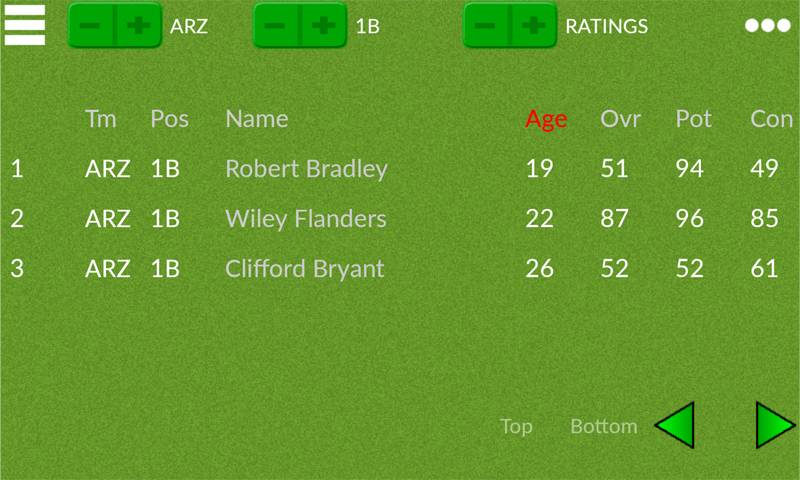 ARZ 1B RATINGS
Tm Pos Name Age Ovr Pot Con
1 ARZ 1B Robert Bradley 19 51 94 49
2 ARZ 1B Wiley Flanders 22 87 96 85
3 ARZ 1B Clifford Bryant 26 52 52 61
Top Bottom